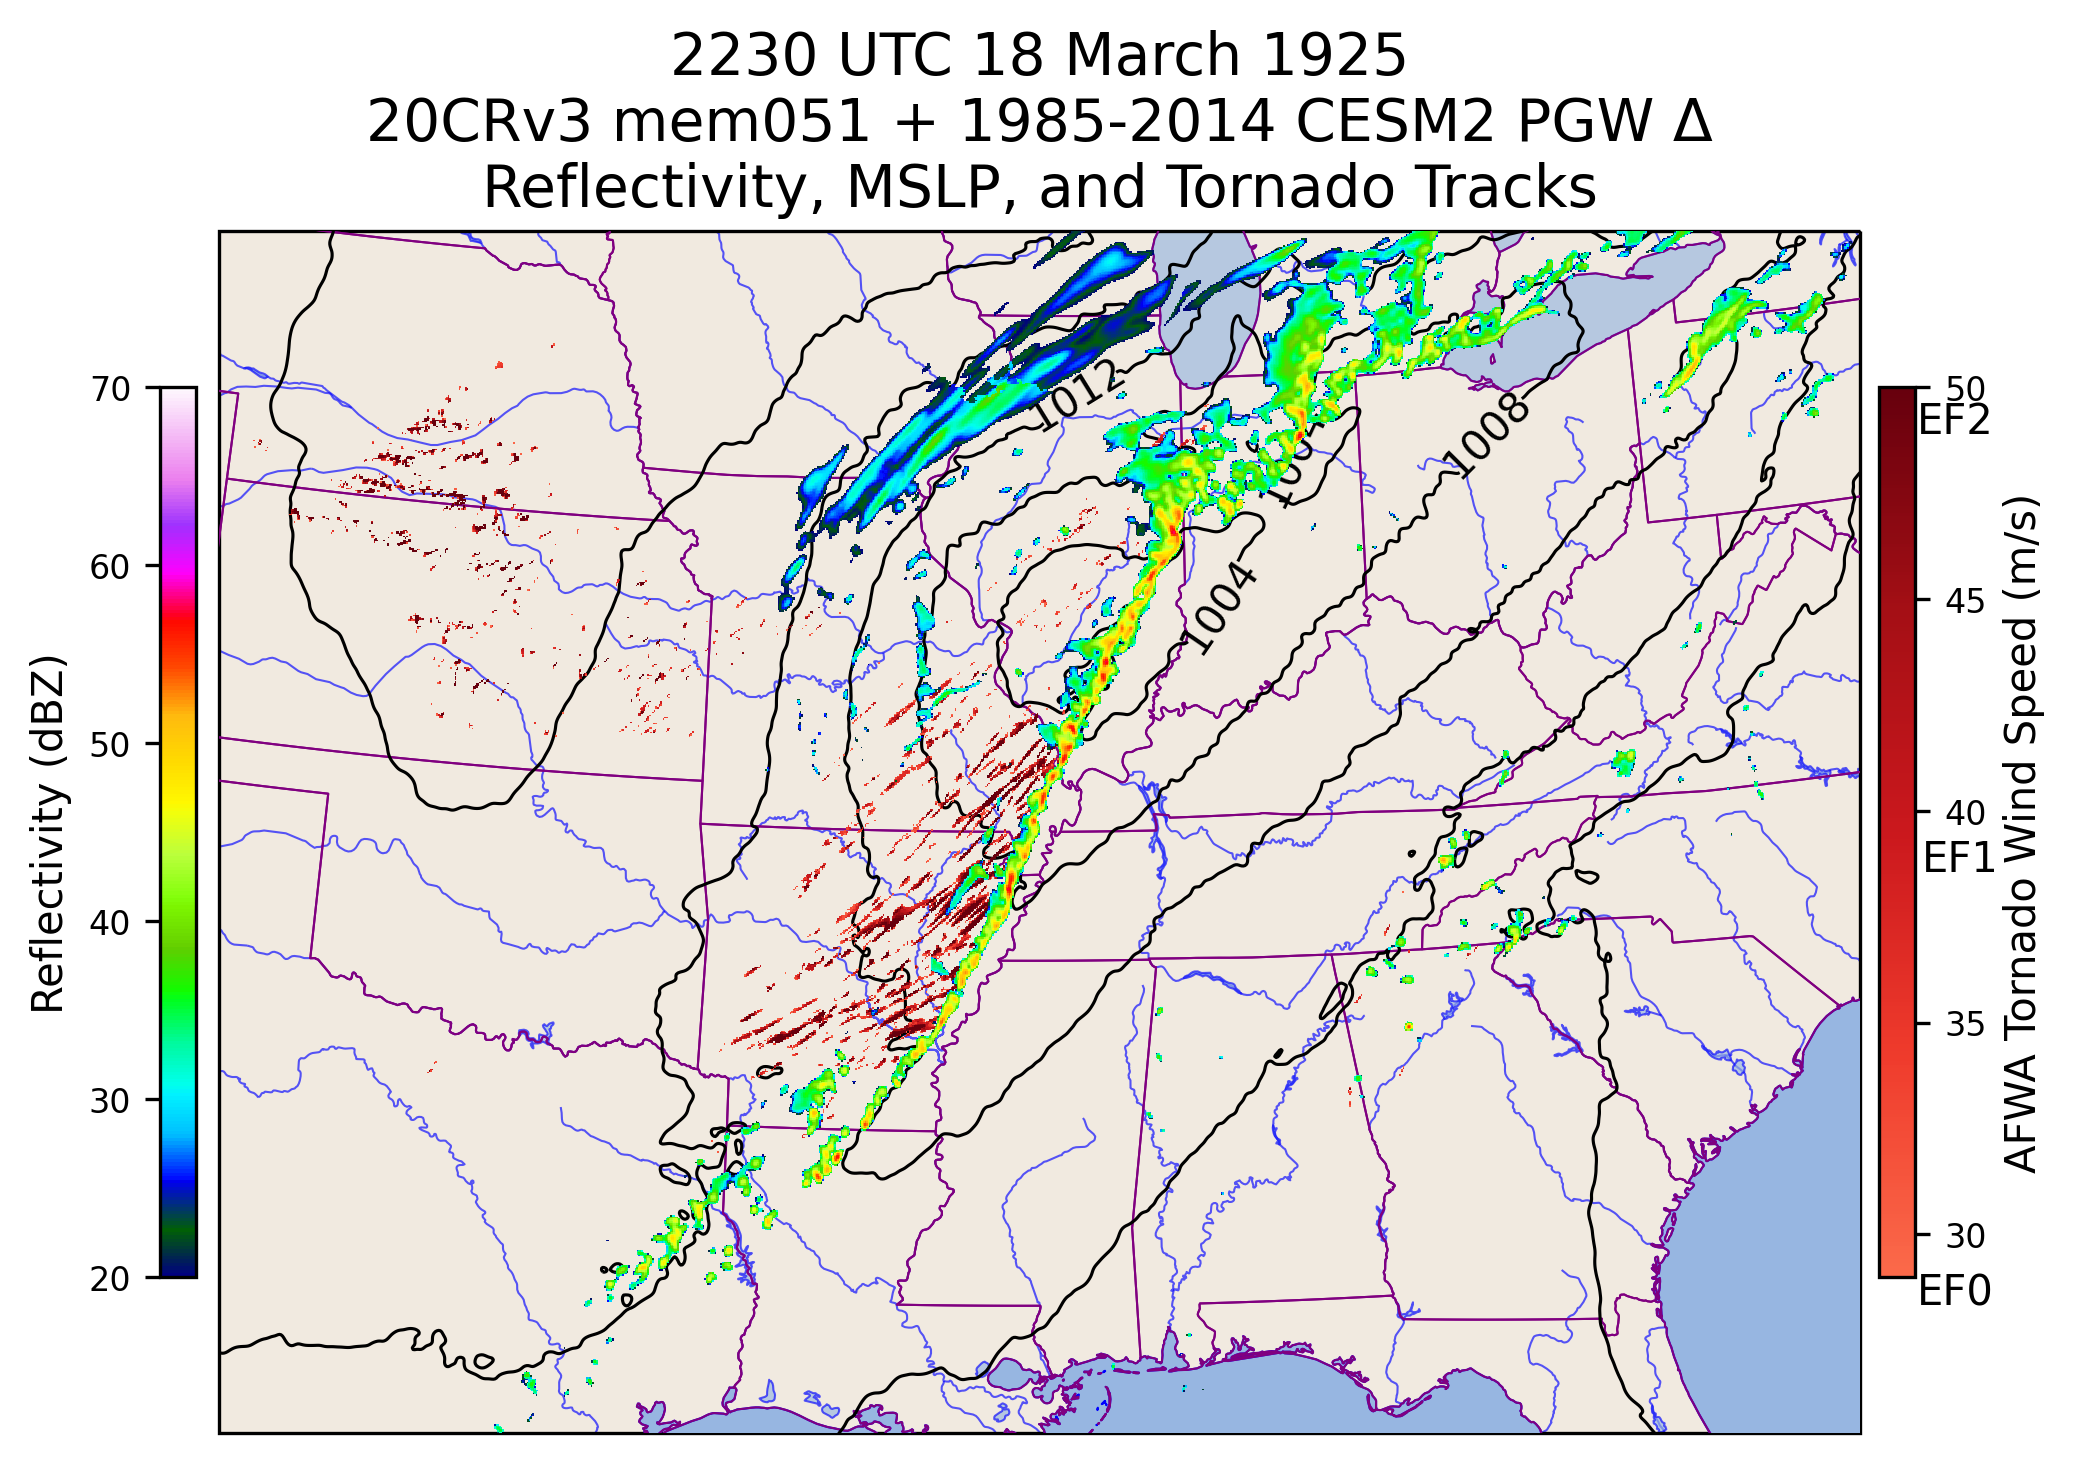 2230 UTC 18 March 1925
20CRv3 mem051 + 1985-2014 CESM2 PGW Δ
Reflectivity, MSLP, and Tornado Tracks
Reflectivity (dBZ)
70
60
50
40
30
20
1012
1008
1004
1004
50
EF2
45
40
EF1
35
30
EF0
AFWA Tornado Wind Speed (m/s)